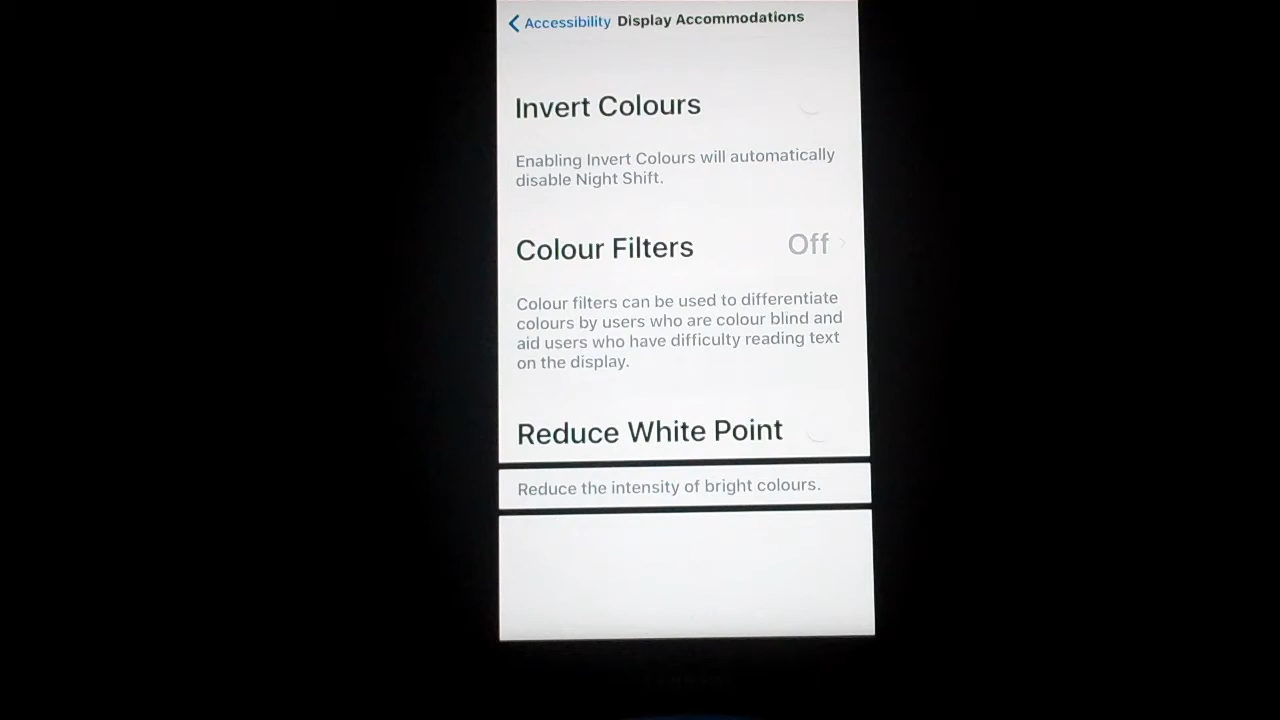 Accessibility Display Accommodations
Invert Colours
Enabling Invert Colours will automatically
disable Night Shift.
Colour Filters Off
Colour filters can be used to differentiate
colours by users who are colour blind and
aid users who have difficulty reading text
on the display.
Reduce White Point
Reduce the intensity of bright colours.